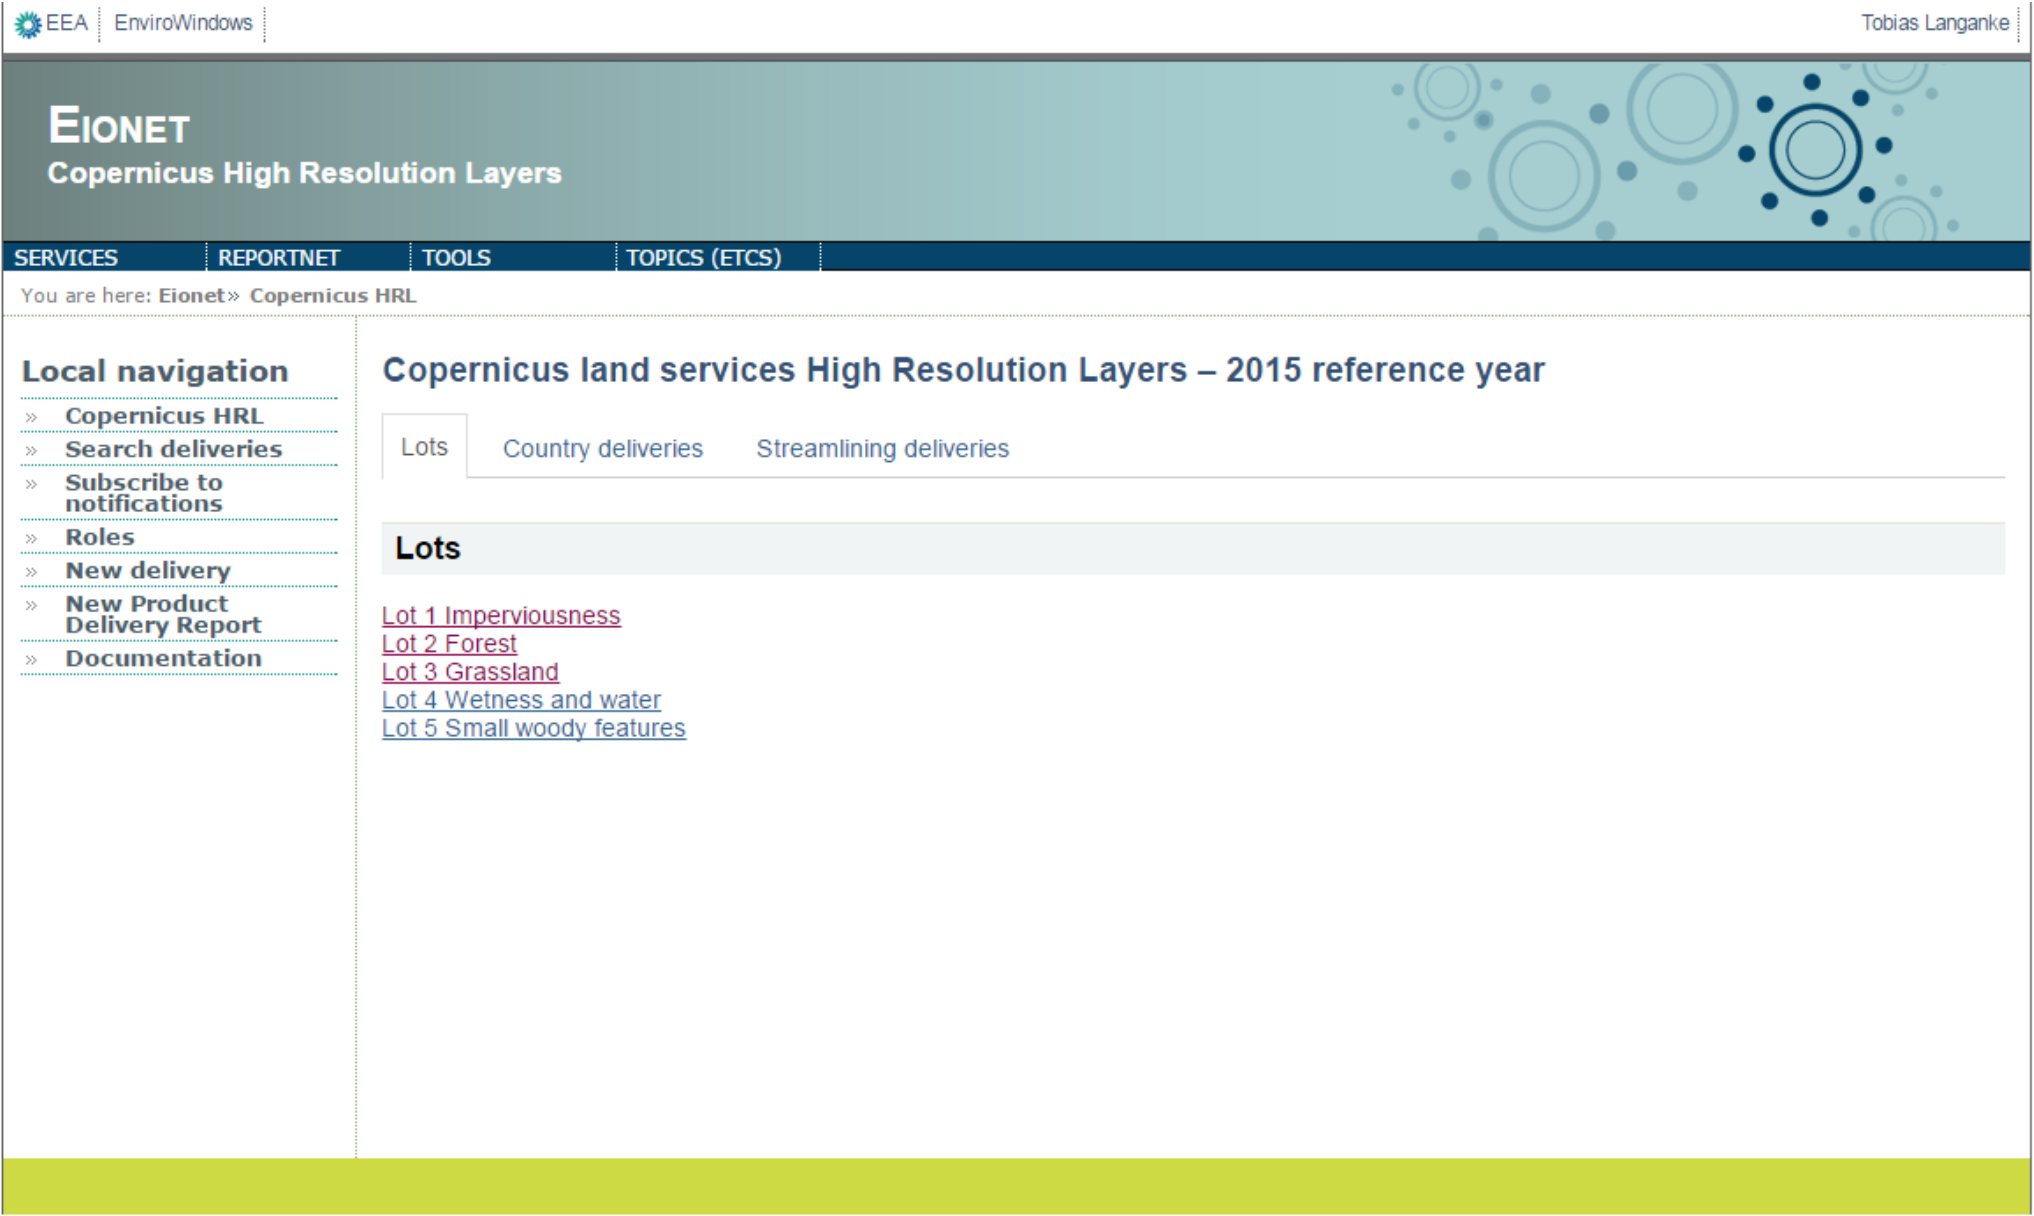 EEA EnviroWindows Tobias Langanke
EIONET
Copernicus High Resolution Layers
SERVICES REPORTNET TOOLS TOPICS (ETCS)
You are here: Eionet» Copernicus HRL
Local navigation
» Copernicus HRL
» Search deliveries
» Subscribe to
notifications
» Roles
» New delivery
» New Product
Delivery Report
» Documentation
Copernicus land services High Resolution Layers – 2015 reference year
Lots Country deliveries Streamlining deliveries
Lots
Lot 1 Imperviousness
Lot 2 Forest
Lot 3 Grassland
Lot 4 Wetness and water
Lot 5 Small woody features